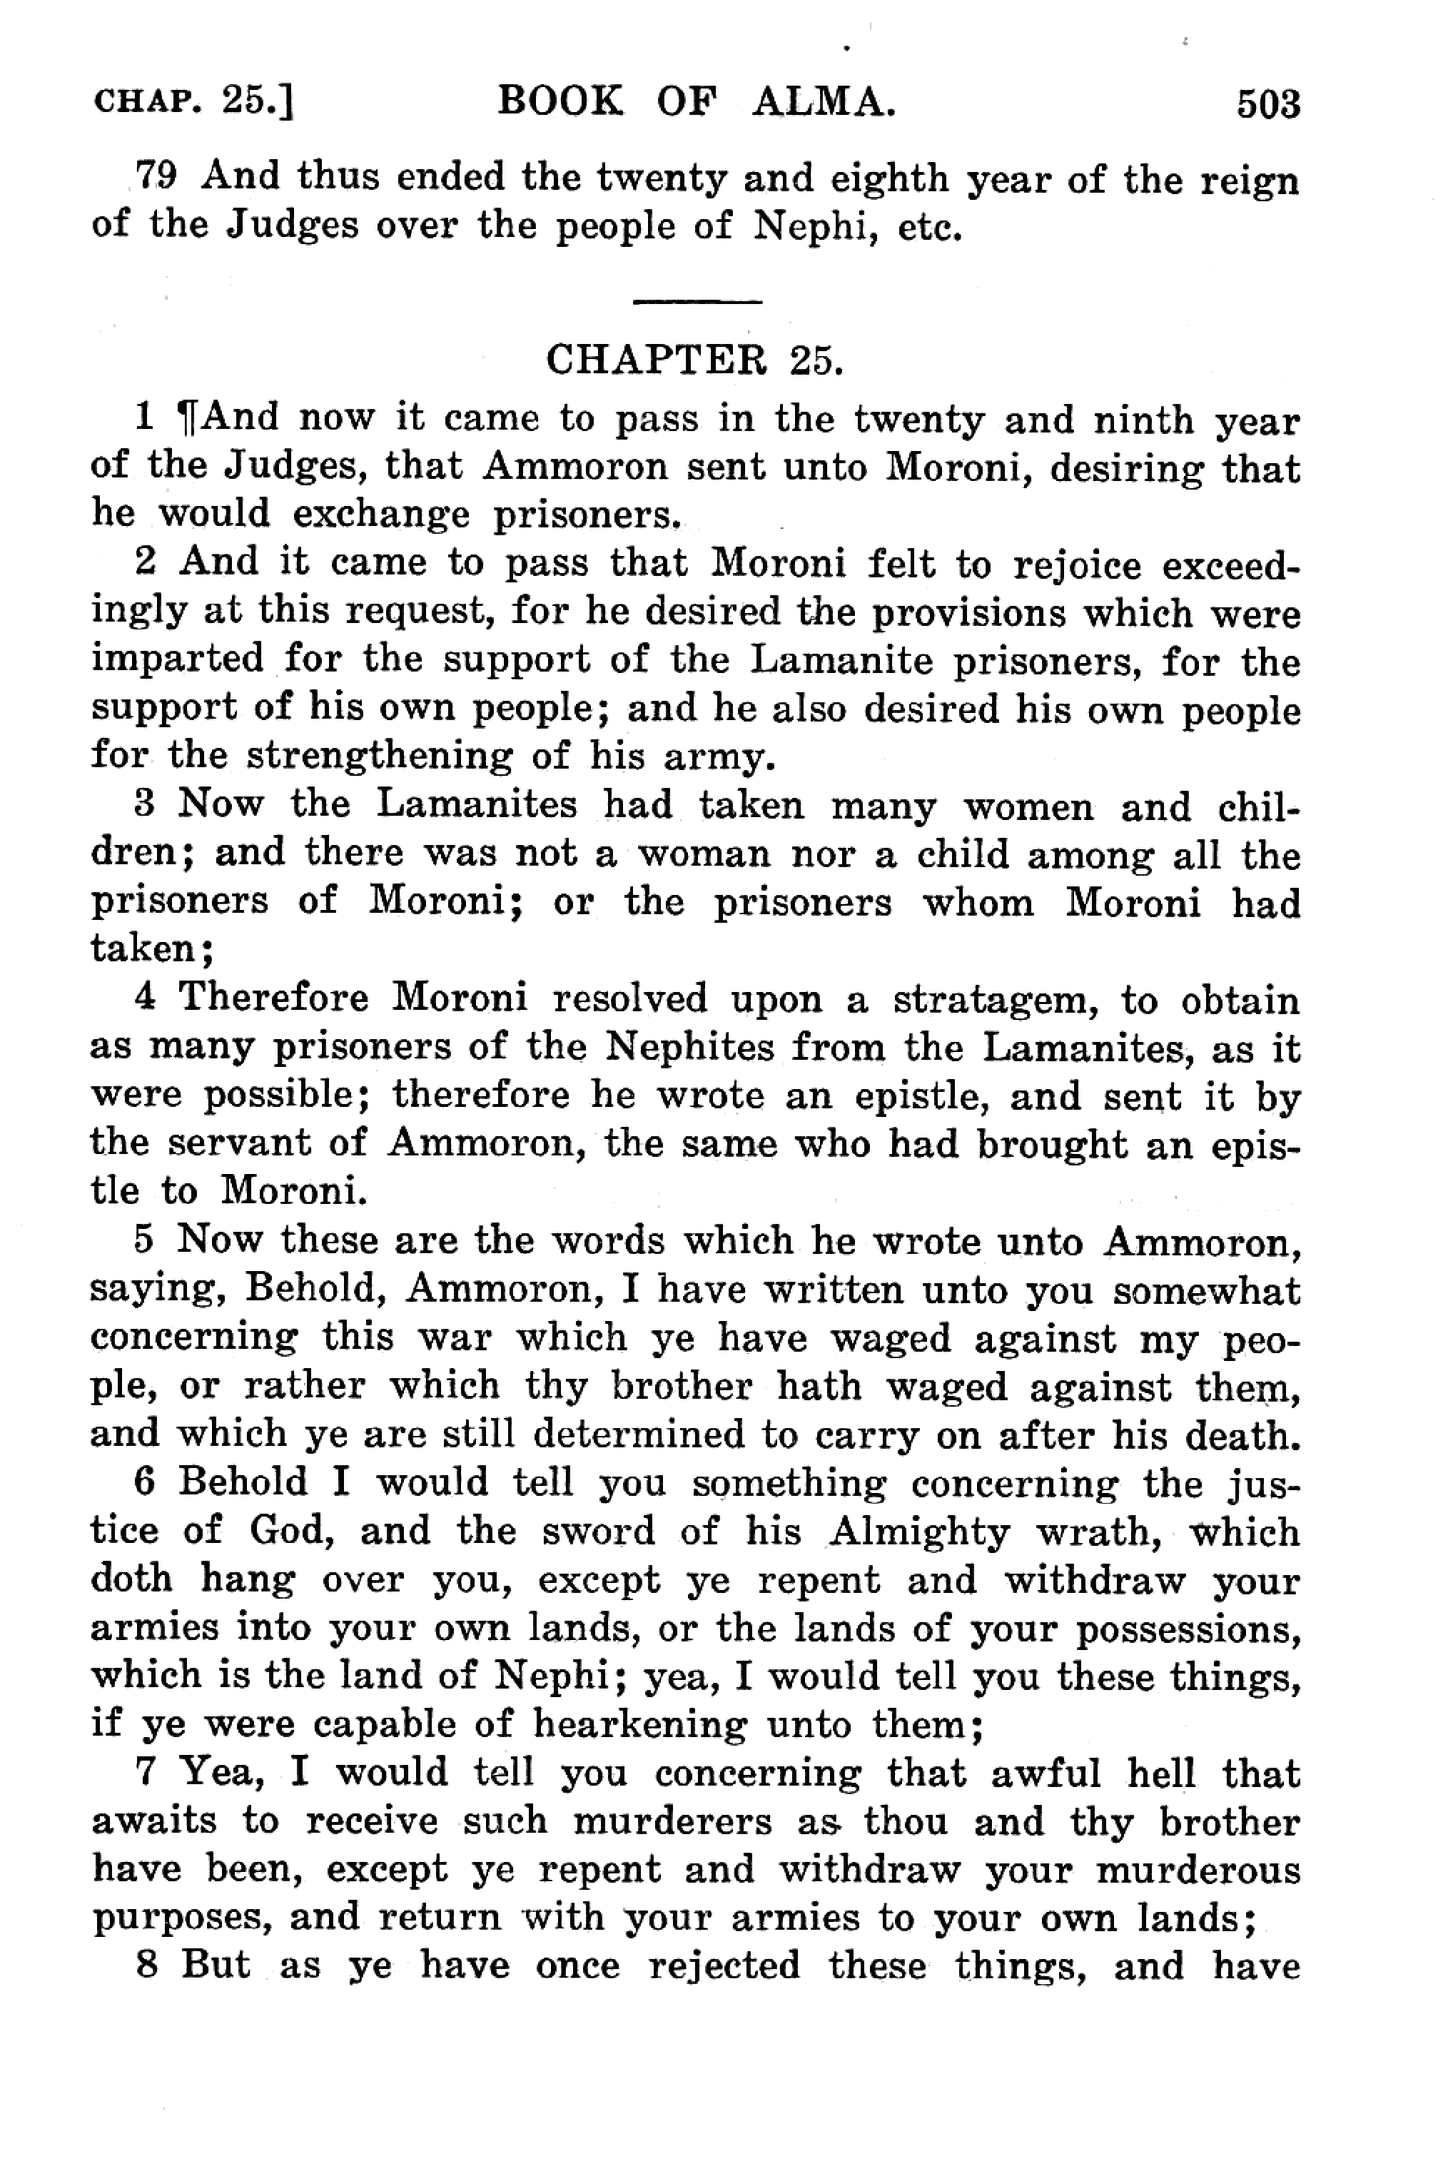 CHAP. 25.] BOOK OF ALMA. 503
79 And thus ended the twenty and eighth year of the reign
of the Judges over the people of Nephi, etc.
CHAPTER 25.
1 ¶And now it came to pass in the twenty and ninth year
of the Judges, that Ammoron sent unto Moroni, desiring that
he would exchange prisoners.
2 And it came to pass that Moroni felt to rejoice exceed-
ingly at this request, for he desired the provisions which were
imparted for the support of the Lamanite prisoners, for the
support of his own people; and he also desired his own people
for the strengthening of his army.
3 Now the Lamanites had taken many women and chil-
dren; and there was not a woman nor a child among all the
prisoners of Moroni; or the prisoners whom Moroni had
taken;
4 Therefore Moroni resolved upon a stratagem, to obtain
as many prisoners of the Nephites from the Lamanites, as it
were possible; therefore he wrote an epistle, and sent it by
the servant of Ammoron, the same who had brought an epis-
tle to Moroni.
5 Now these are the words which he wrote unto Ammoron,
saying, Behold, Ammoron, I have written unto you somewhat
concerning this war which ye have waged against my peo-
ple, or rather which thy brother hath waged against them,
and which ye are still determined to carry on after his death.
6 Behold I would tell you something concerning the jus-
tice of God, and the sword of his Almighty wrath, which
doth hang over you, except ye repent and withdraw your
armies into your own lands, or the lands of your possessions,
which is the land of Nephi; yea, I would tell you these things,
if ye were capable of hearkening unto them;
7 Yea, I would tell you concerning that awful hell that
awaits to receive such murderers as thou and thy brother
have been, except ye repent and withdraw your murderous
purposes, and return with your armies to your own lands;
8 But as ye have once rejected these things, and have